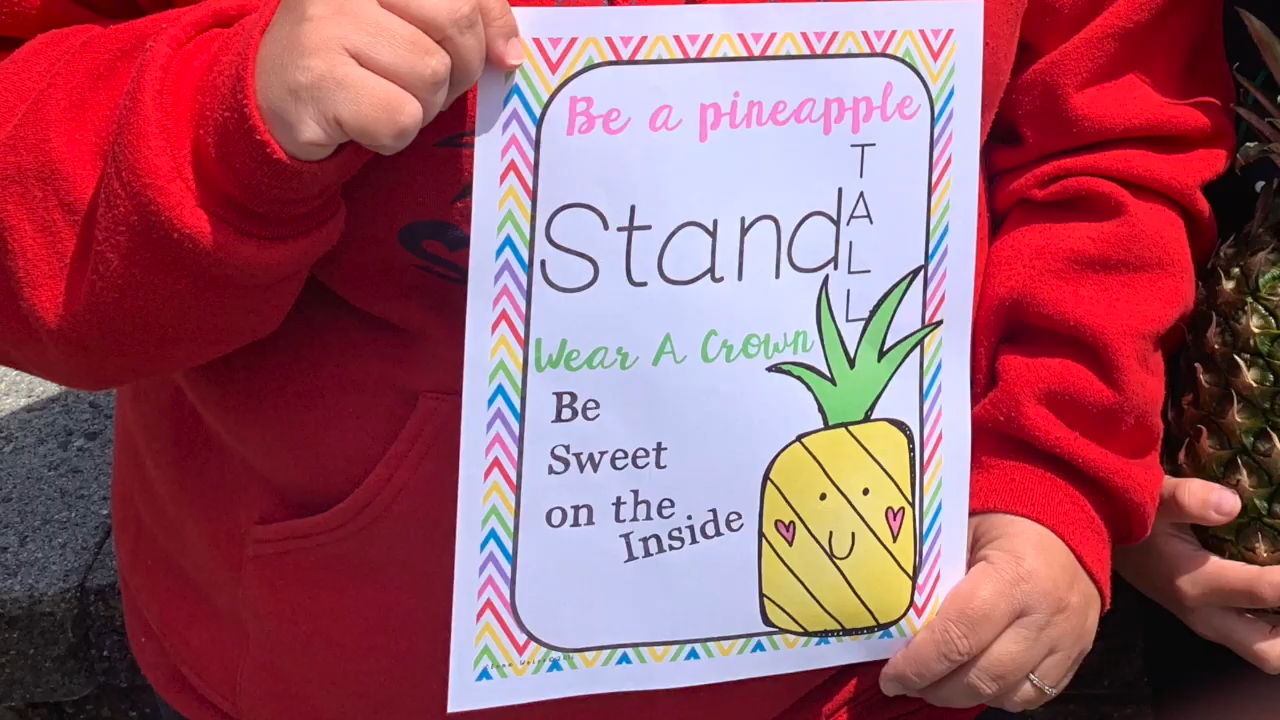 Be a pineapple
Stand
TALL
Wear A Crown
Be
Sweet
on the
Inside